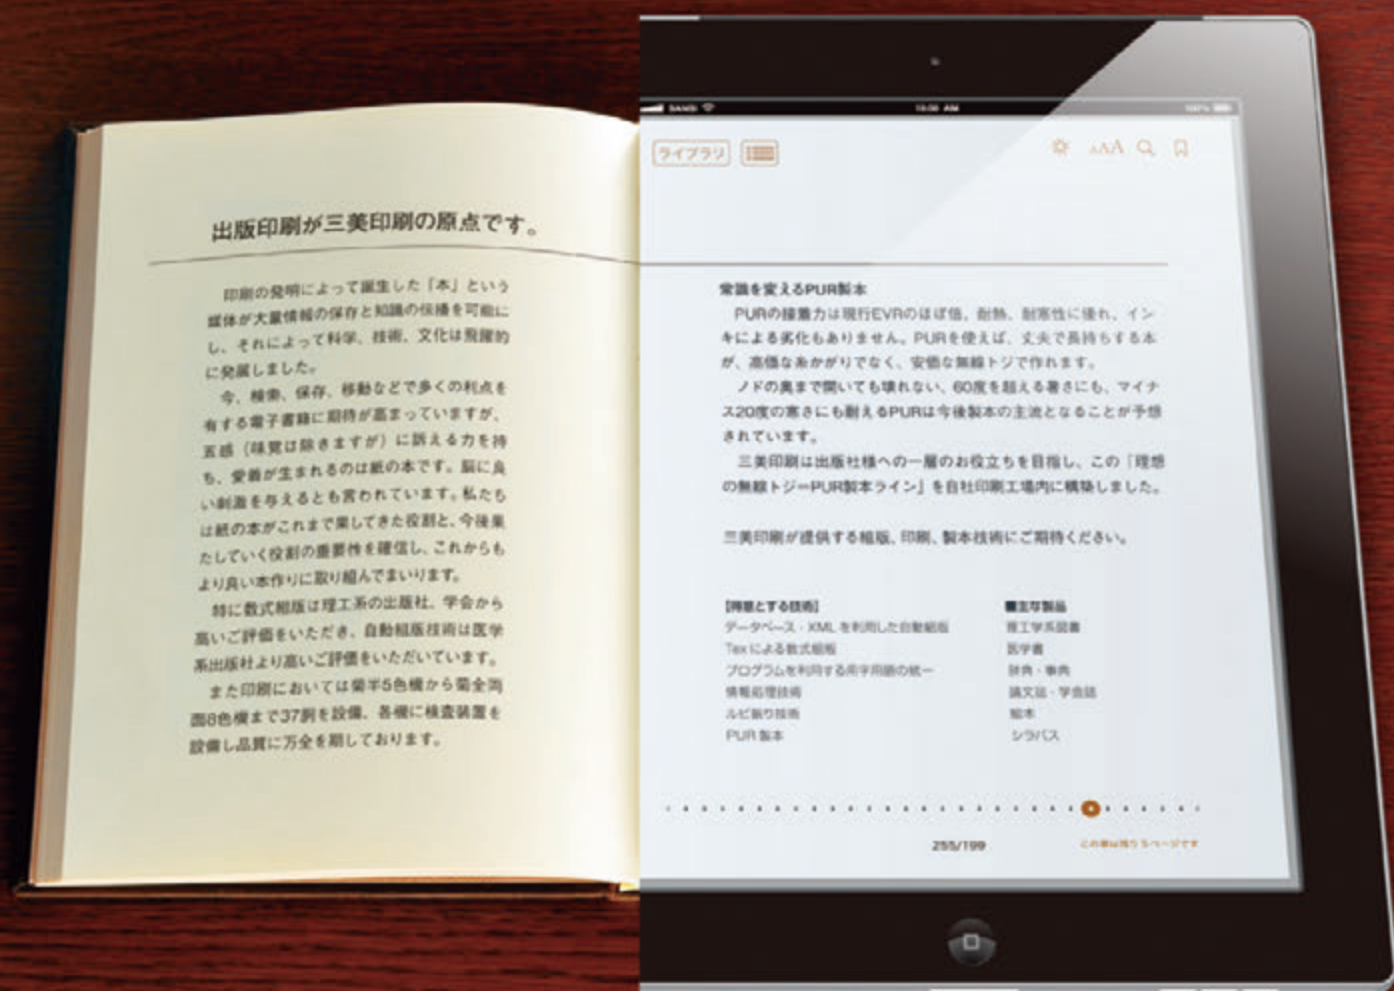 出版印刷が三美印刷の原点です。
印刷の発明によって誕生した「本」という
媒体が大量情報の保存と知識の伝播を可能に
し、それによって科学、技術、文化は飛躍的
に発展しました。
今、検索、保存、移動などで多くの利点を
有する電子書籍に期待が高まっていますが、
五感（味覚は除きますが）に訴える力を持
ち、愛着が生まれるのは紙の本です。脳に良
い刺激を与えるとも言われています。私たち
は紙の本がこれまで果してきた役割と、今後果
たしていく役割の重要性を確信し、これからも
より良い本作りに取り組んでまいります。
特に数式組版は理工系の出版社、学会から
高いご評価をいただき、自動組版技術は医学
系出版社より高いご評価をいただいています。
また印刷においては菊半5色機から菊全両
面8色機まで37胴を設備、各機に検査装置を
設備し品質に万全を期しております。
SANBI 10:00 AM 100%
ライブラリ
AAA
常識を変えるPUR製本
PURの接着力は現行EVRのほぼ倍、耐熱、耐寒性に優れ、イン
キによる劣化もありません。PURを使えば、丈夫で長持ちする本
が、高価な糸かがりでなく、安価な無線トジで作れます。
ノドの奥まで開いても壊れない、60度を超える暑さにも、マイナ
ス20度の寒さにも耐えるPURは今後製本の主流となることが予想
されています。
三美印刷は出版社様への一層のお役立ちを目指し、この「理想
の無線トジ＝PUR製本ライン」を自社印刷工場内に構築しました。
三美印刷が提供する組版、印刷、製本技術にご期待ください。
【得意とする技術】
データベース・XMLを利用した自動組版
Texによる数式組版
プログラムを利用する用字用語の統一
情報処理技術
ルビ振り技術
PUR製本
■主な製品
理工学系図書
医学書
辞典・事典
論文誌・学会誌
絵本
シラバス
255/199
この章は残り5ページです